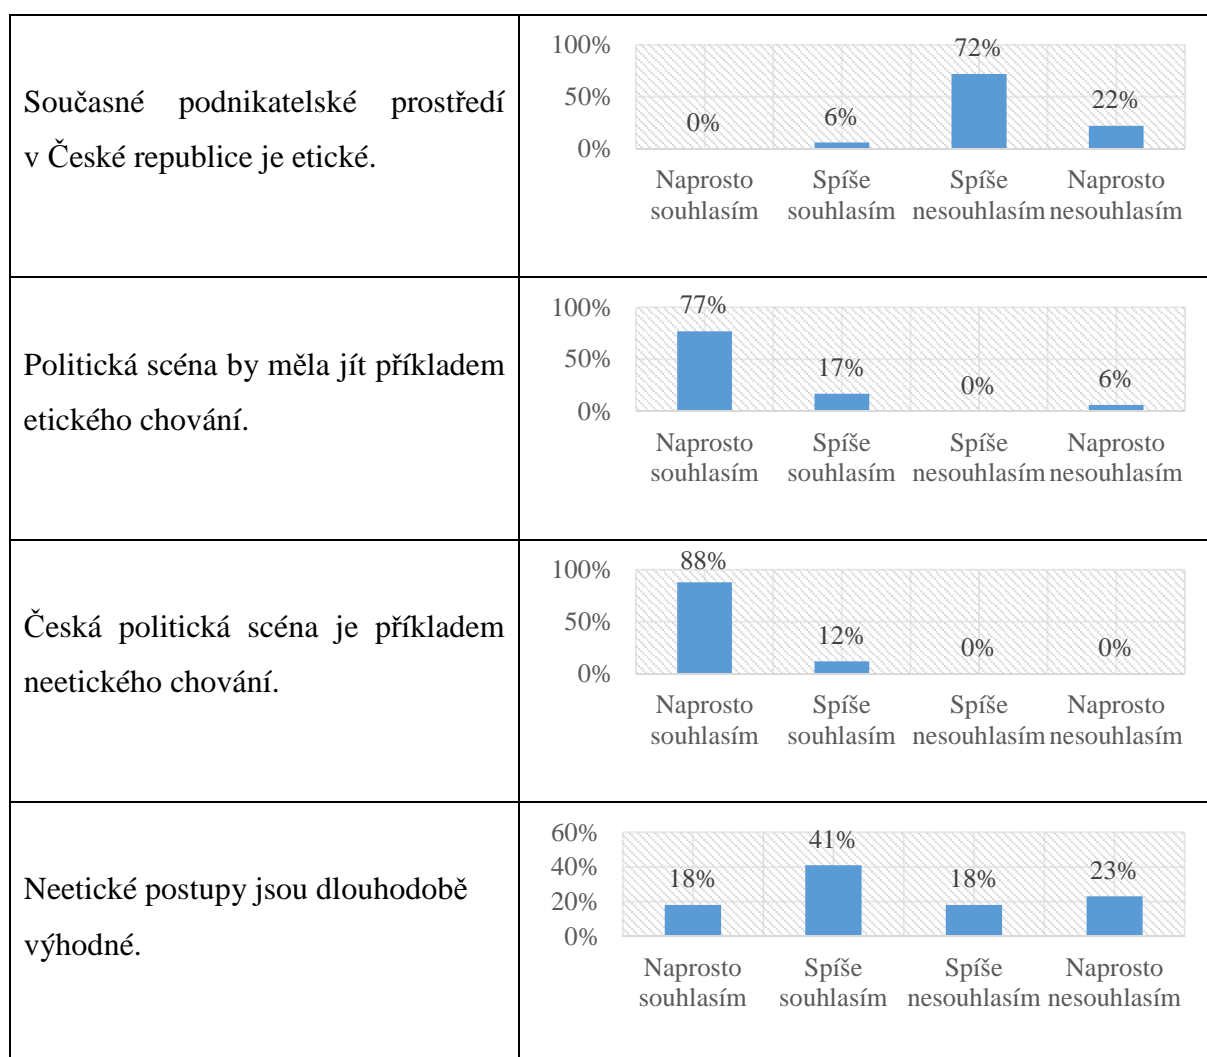 Současné podnikatelské prostředí
v České republice je etické.
100%
50%
0%
0%
6%
72%
22%
Naprosto souhlasím
Spíše souhlasím
Spíše nesouhlasím
Naprosto nesouhlasím
Politická scéna by měla jít příkladem
etického chování.
100%
50%
0%
77%
17%
0%
6%
Naprosto souhlasím
Spíše souhlasím
Spíše nesouhlasím
Naprosto nesouhlasím
Česká politická scéna je příkladem
neetického chování.
100%
50%
0%
88%
12%
0%
0%
Naprosto souhlasím
Spíše souhlasím
Spíše nesouhlasím
Naprosto nesouhlasím
Neetické postupy jsou dlouhodobě
výhodné.
60%
40%
20%
0%
18%
41%
18%
23%
Naprosto souhlasím
Spíše souhlasím
Spíše nesouhlasím
Naprosto nesouhlasím